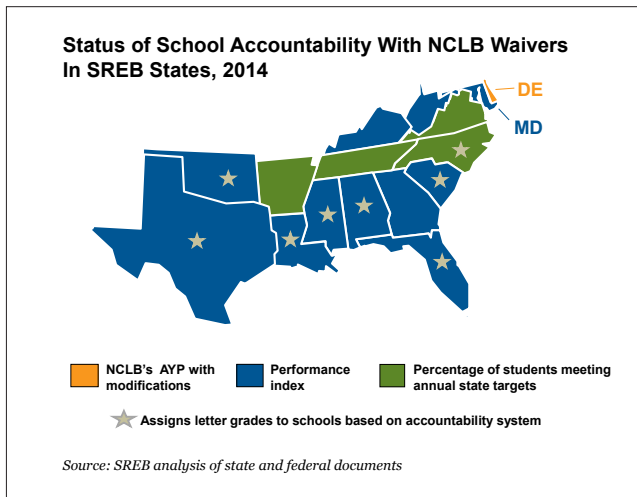 Status of School Accountability With NCLB Waivers
In SREB States, 2014
DE
MD
NCLB's AYP with
modifications
Performance
index
Percentage of students meeting
annual state targets
Assigns letter grades to schools based on accountability system
Source: SREB analysis of state and federal documents